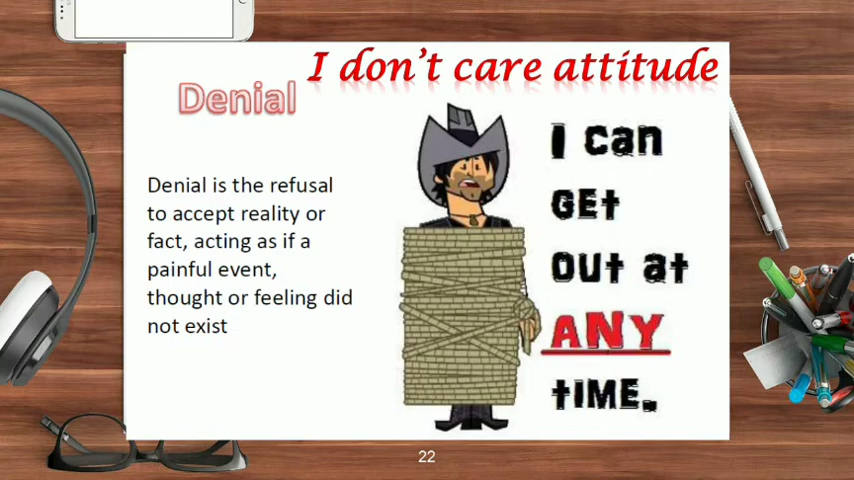 I don't care attitude
Denial
Denial is the refusal
to accept reality or
fact, acting as if a
painful event,
thought or feeling did
not exist
I can
GEt
out at
ANY
tIME.
22